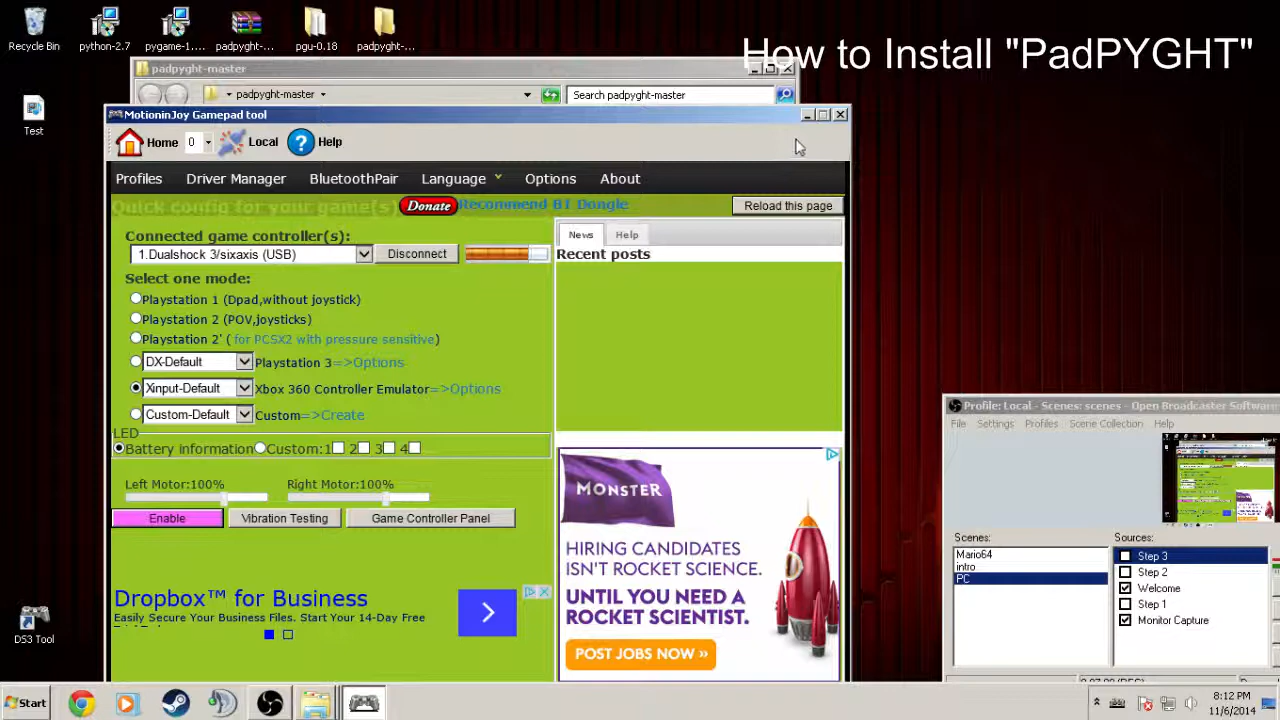 How to Install "PadPYGHT"
Recycle Bin
python-2.7
pygame-1....
padpyght-...
pgu-0.18
padpyght-...
Test
DS3 Tool
padpyght-master
padpyght-master
Search padpyght-master
MotioninJoy Gamepad tool
Home 0 Local Help
Profiles Driver Manager BluetoothPair Language Options About
Quick config for your game(s) Donate Recommend BT Dongle Reload this page
Connected game controller(s):
1.Dualshock 3/sixaxis (USB) Disconnect
Select one mode:
Playstation 1 (Dpad,without joystick)
Playstation 2 (POV,joysticks)
Playstation 2' ( for PCSX2 with pressure sensitive)
DX-Default Playstation 3=>Options
Xinput-Default Xbox 360 Controller Emulator=>Options
Custom-Default Custom=>Create
LED
Battery information Custom:1 2 3 4
Left Motor:100% Right Motor:100%
Enable Vibration Testing Game Controller Panel
Dropbox™ for Business
Easily Secure Your Business Files. Start Your 14-Day Free
News Help
Recent posts
MONSTER
HIRING CANDIDATES
ISN'T ROCKET SCIENCE.
UNTIL YOU NEED A
ROCKET SCIENTIST.
POST JOBS NOW »
Profile: Local - Scenes: scenes - Open Broadcaster Software
File Settings Profiles Scene Collection Help
Scenes:
Mario64
intro
PC
Sources:
Step 3
Step 2
Welcome
Step 1
Monitor Capture
Start
8:12 PM
11/6/2014